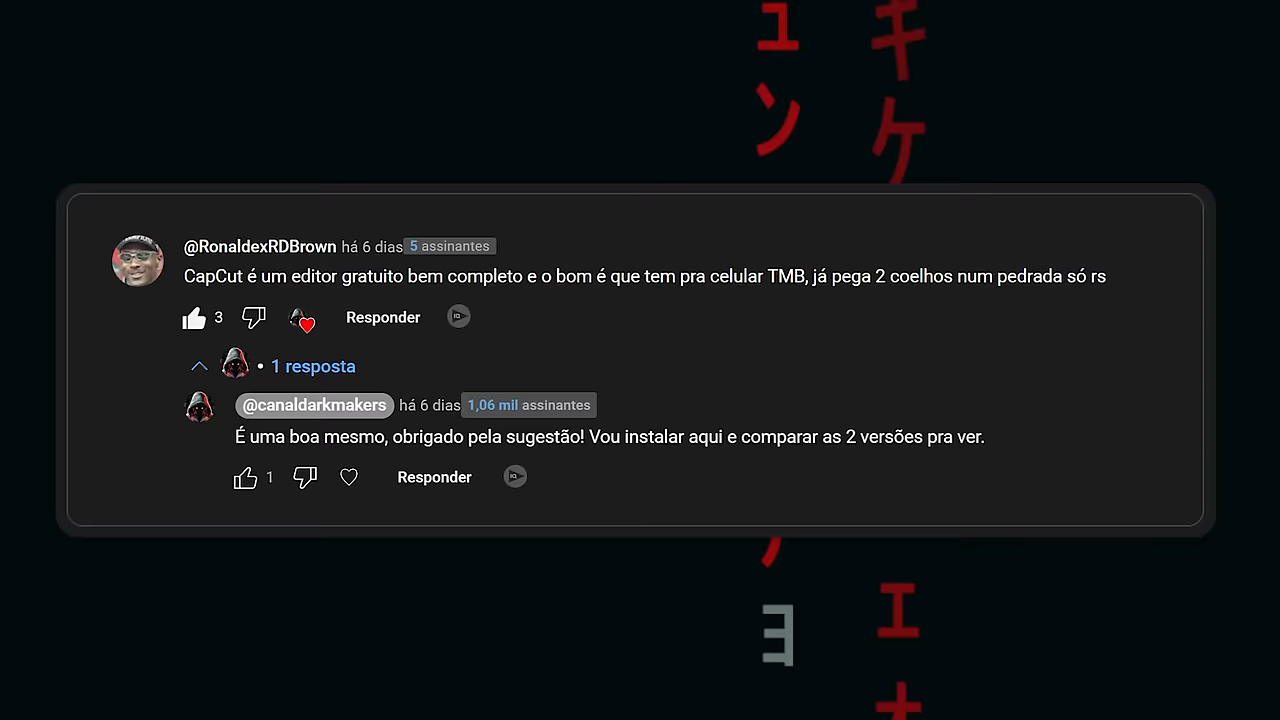 ュ
ン
キ
ケ
@RonaldexRDBrown há 6 dias 5 assinantes
CapCut é um editor gratuito bem completo e o bom é que tem pra celular TMB, já pega 2 coelhos num pedrada só rs
3 Responder
• 1 resposta
@canaldarkmakers há 6 dias 1,06 mil assinantes
É uma boa mesmo, obrigado pela sugestão! Vou instalar aqui e comparar as 2 versões pra ver.
1 Responder
ヨ
エ